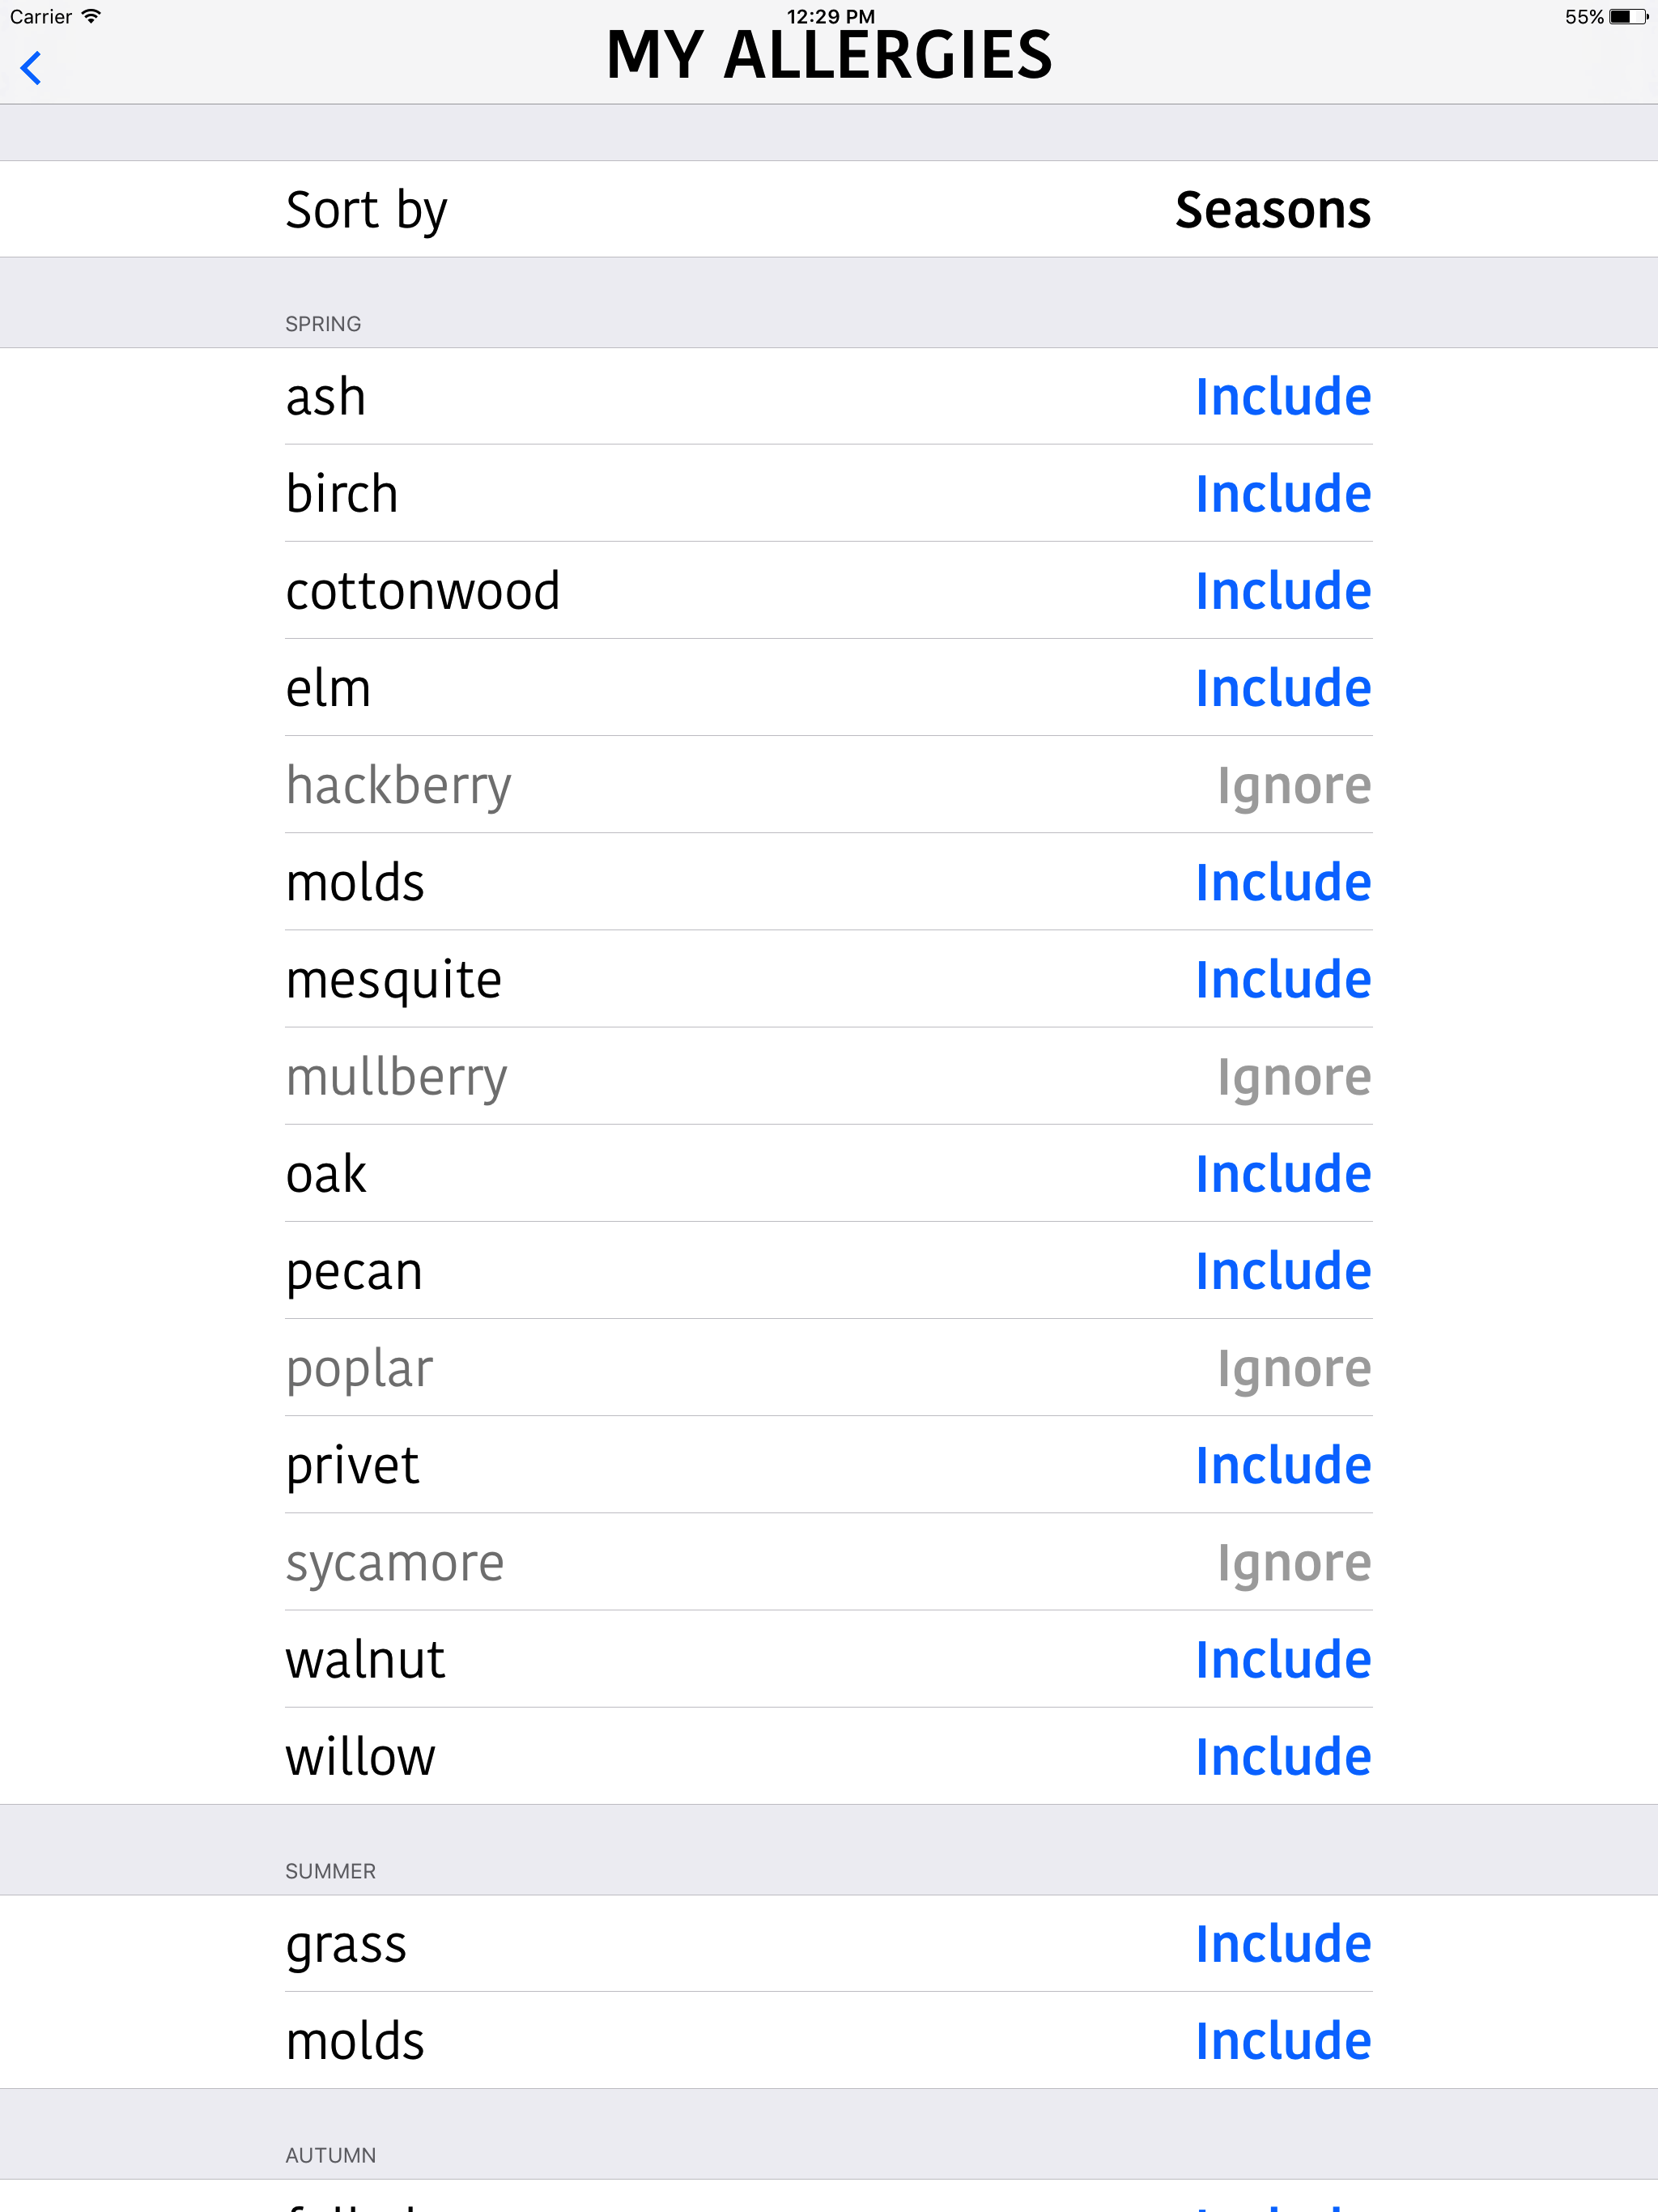 Carrier 12:29 PM 55%
MY ALLERGIES
Sort by Seasons
SPRING
ash Include
birch Include
cottonwood Include
elm Include
hackberry Ignore
molds Include
mesquite Include
mullberry Ignore
oak Include
pecan Include
poplar Ignore
privet Include
sycamore Ignore
walnut Include
willow Include
SUMMER
grass Include
molds Include
AUTUMN